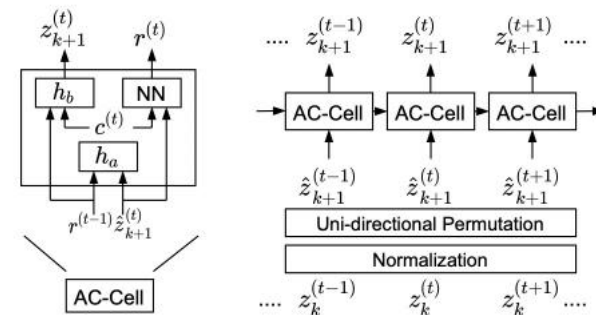 z_{k+1}^{(t)} r^{(t)}
h_b NN
c^{(t)}
h_a
r^{(t-1)} \hat{z}_{k+1}^{(t)}
AC-Cell
.... z_{k+1}^{(t-1)} z_{k+1}^{(t)} z_{k+1}^{(t+1)} ....
AC-Cell AC-Cell AC-Cell
\hat{z}_{k+1}^{(t-1)} \hat{z}_{k+1}^{(t)} \hat{z}_{k+1}^{(t+1)}
Uni-directional Permutation
Normalization
.... z_k^{(t-1)} z_k^{(t)} z_k^{(t+1)} ....